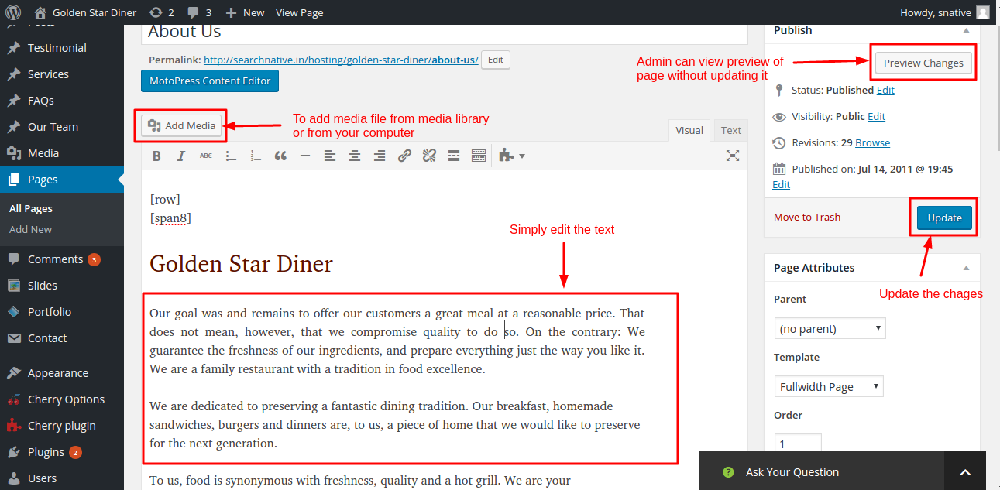 Golden Star Diner 2 3 New View Page Howdy, snative
Posts
Testimonial
Services
FAQs
Our Team
Media
Pages
All Pages
Add New
Comments 3
Slides
Portfolio
Contact
Appearance
Cherry Options
Cherry plugin
Plugins 2
Users
About Us
Permalink: http://searchnative.in/hosting/golden-star-diner/about-us/ Edit
MotoPress Content Editor
Add Media
To add media file from media library
or from your computer
Visual Text
B I ABC
[row]
[span8]
Simply edit the text
Golden Star Diner
Our goal was and remains to offer our customers a great meal at a reasonable price. That
does not mean, however, that we compromise quality to do so. On the contrary: We
guarantee the freshness of our ingredients, and prepare everything just the way you like it.
We are a family restaurant with a tradition in food excellence.
We are dedicated to preserving a fantastic dining tradition. Our breakfast, homemade
sandwiches, burgers and dinners are, to us, a piece of home that we would like to preserve
for the next generation.
To us, food is synonymous with freshness, quality and a hot grill. We are your
Publish
Admin can view preview of
page without updating it
Preview Changes
Status: Published Edit
Visibility: Public Edit
Revisions: 29 Browse
Published on: Jul 14, 2011 @ 19:45
Edit
Move to Trash Update
Update the chages
Page Attributes
Parent
(no parent)
Template
Fullwidth Page
Order
1
? Ask Your Question